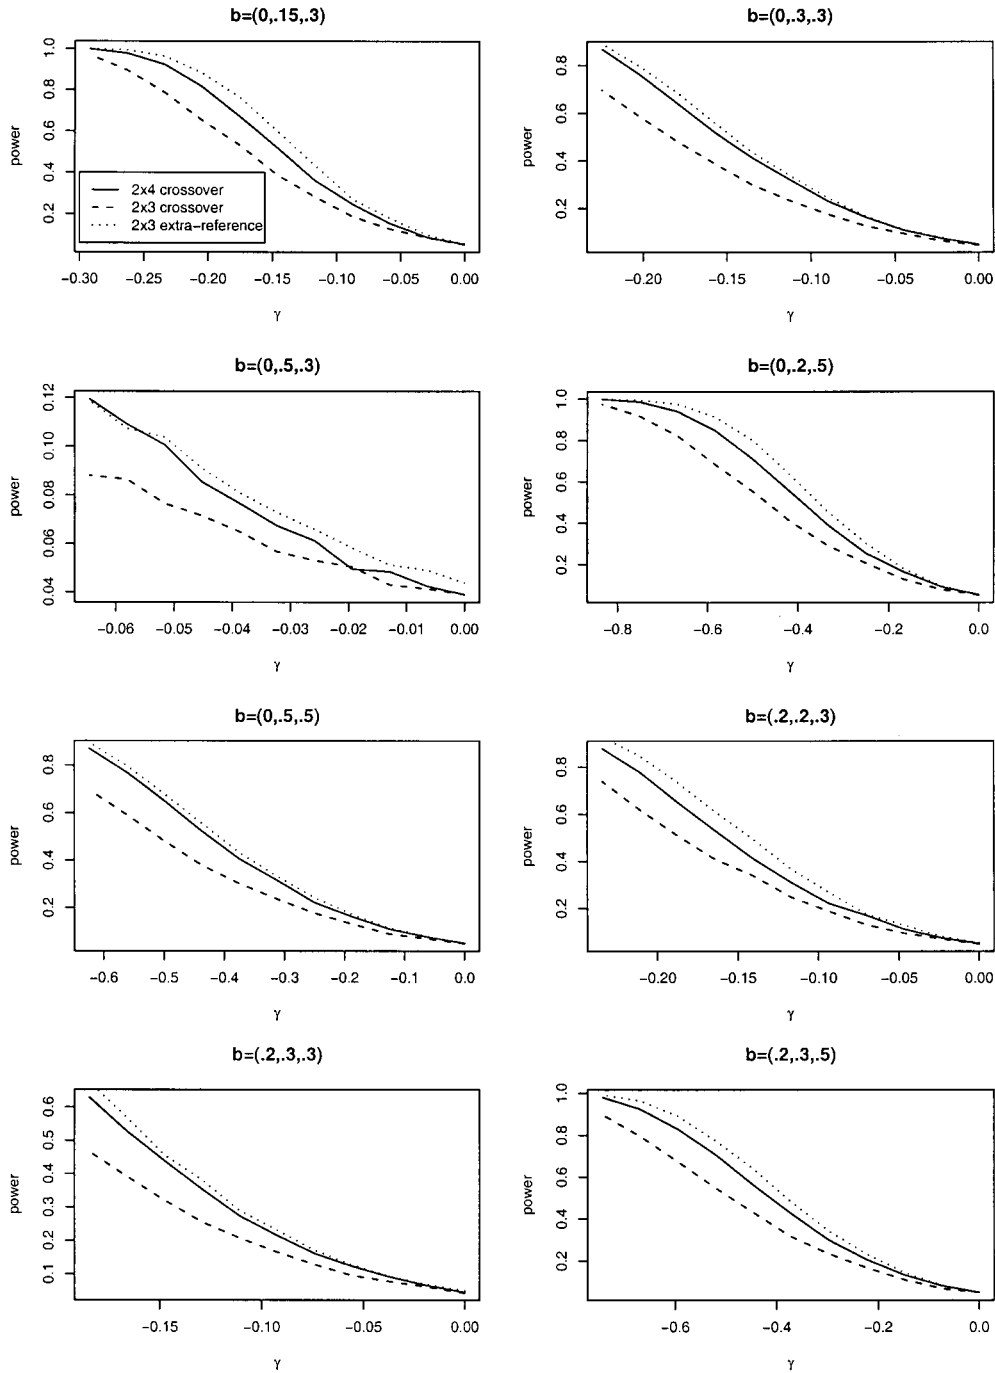 b=(0,.15,.3)
power
1.0
0.8
0.6
0.4
0.2
2x4 crossover
2x3 crossover
2x3 extra-reference
-0.30 -0.25 -0.20 -0.15 -0.10 -0.05 0.00
γ
b=(0,.3,.3)
power
0.8
0.6
0.4
0.2
-0.20 -0.15 -0.10 -0.05 0.00
γ
b=(0,.5,.3)
power
0.12
0.10
0.08
0.06
0.04
-0.06 -0.05 -0.04 -0.03 -0.02 -0.01 0.00
γ
b=(0,.2,.5)
power
1.0
0.8
0.6
0.4
0.2
-0.8 -0.6 -0.4 -0.2 0.0
γ
b=(0,.5,.5)
power
0.8
0.6
0.4
0.2
-0.6 -0.5 -0.4 -0.3 -0.2 -0.1 0.0
γ
b=(.2,.2,.3)
power
0.8
0.6
0.4
0.2
-0.20 -0.15 -0.10 -0.05 0.00
γ
b=(.2,.3,.3)
power
0.6
0.5
0.4
0.3
0.2
0.1
-0.15 -0.10 -0.05 0.00
γ
b=(.2,.3,.5)
power
1.0
0.8
0.6
0.4
0.2
-0.6 -0.4 -0.2 0.0
γ